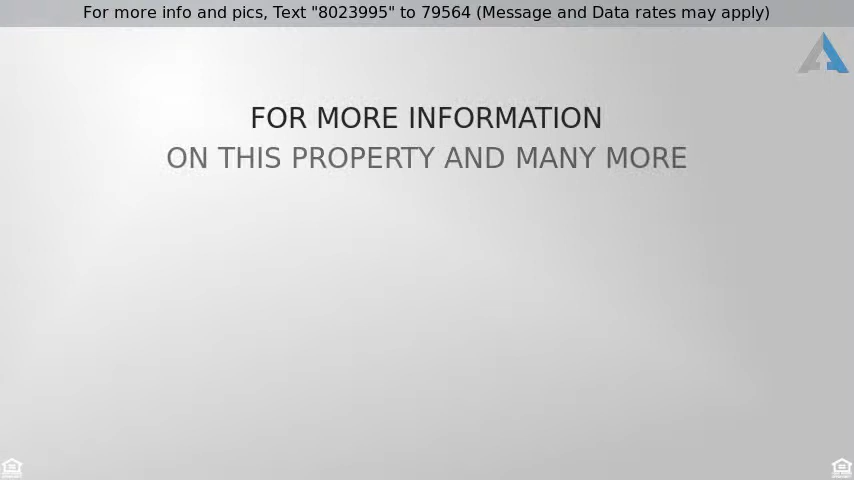 For more info and pics, Text "8023995" to 79564 (Message and Data rates may apply)
FOR MORE INFORMATION
ON THIS PROPERTY AND MANY MORE